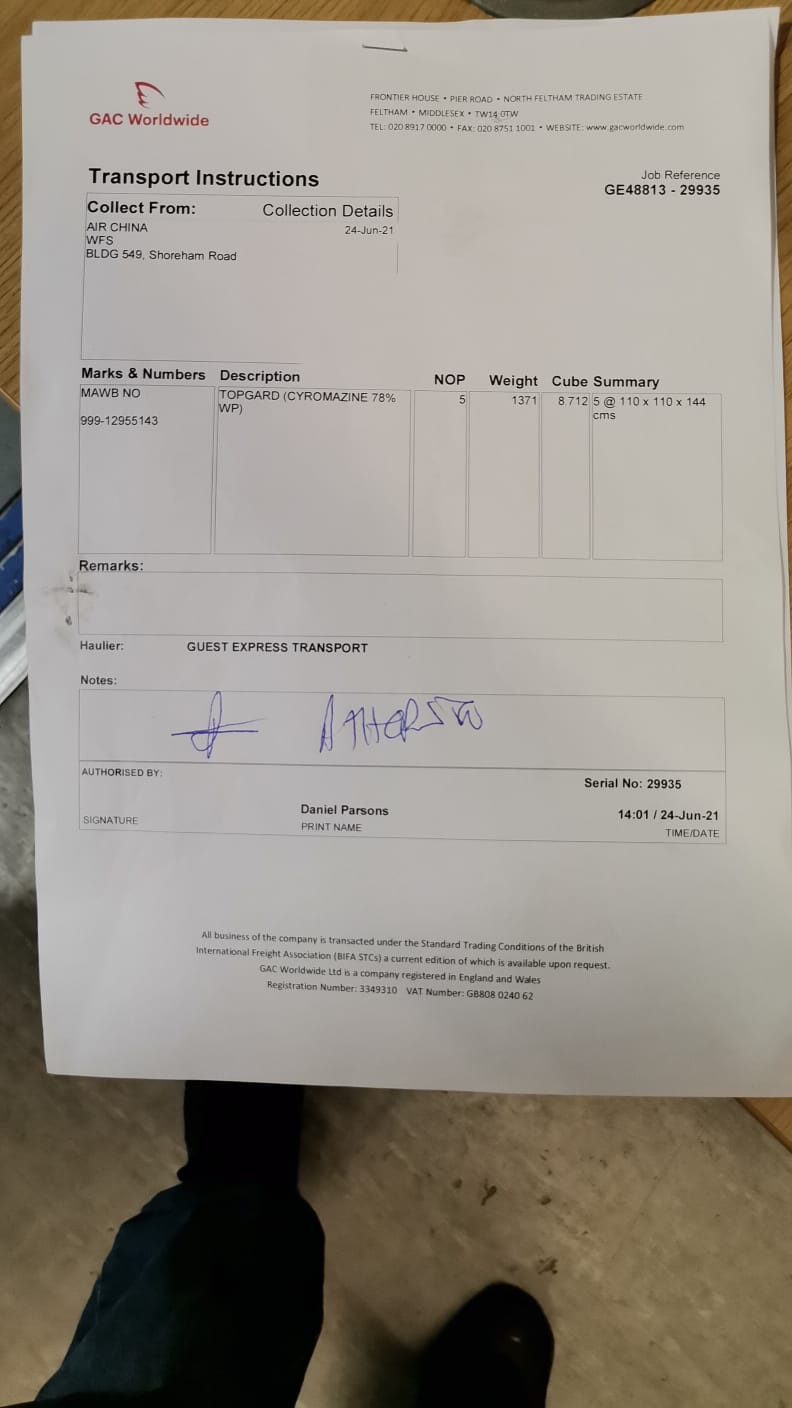 GAC Worldwide
FRONTIER HOUSE • PIER ROAD • NORTH FELTHAM TRADING ESTATE
FELTHAM • MIDDLESEX • TW14 0TW
TEL: 020 8917 0000 • FAX: 020 8751 1001 • WEBSITE: www.gacworldwide.com
Transport Instructions
Job Reference
GE48813 - 29935
Collect From: Collection Details
AIR CHINA 24-Jun-21
WFS
BLDG 549, Shoreham Road
Marks & Numbers Description NOP Weight Cube Summary
MAWB NO TOPGARD (CYROMAZINE 78% 5 1371 8.712 5 @ 110 x 110 x 144
WP) cms
999-12955143
Remarks:
Haulier: GUEST EXPRESS TRANSPORT
Notes:
AUTHORISED BY:
Serial No: 29935
Daniel Parsons 14:01 / 24-Jun-21
SIGNATURE PRINT NAME TIME/DATE
All business of the company is transacted under the Standard Trading Conditions of the British
International Freight Association (BIFA STCs) a current edition of which is available upon request.
GAC Worldwide Ltd is a company registered in England and Wales
Registration Number: 3349310 VAT Number: GB808 0240 62